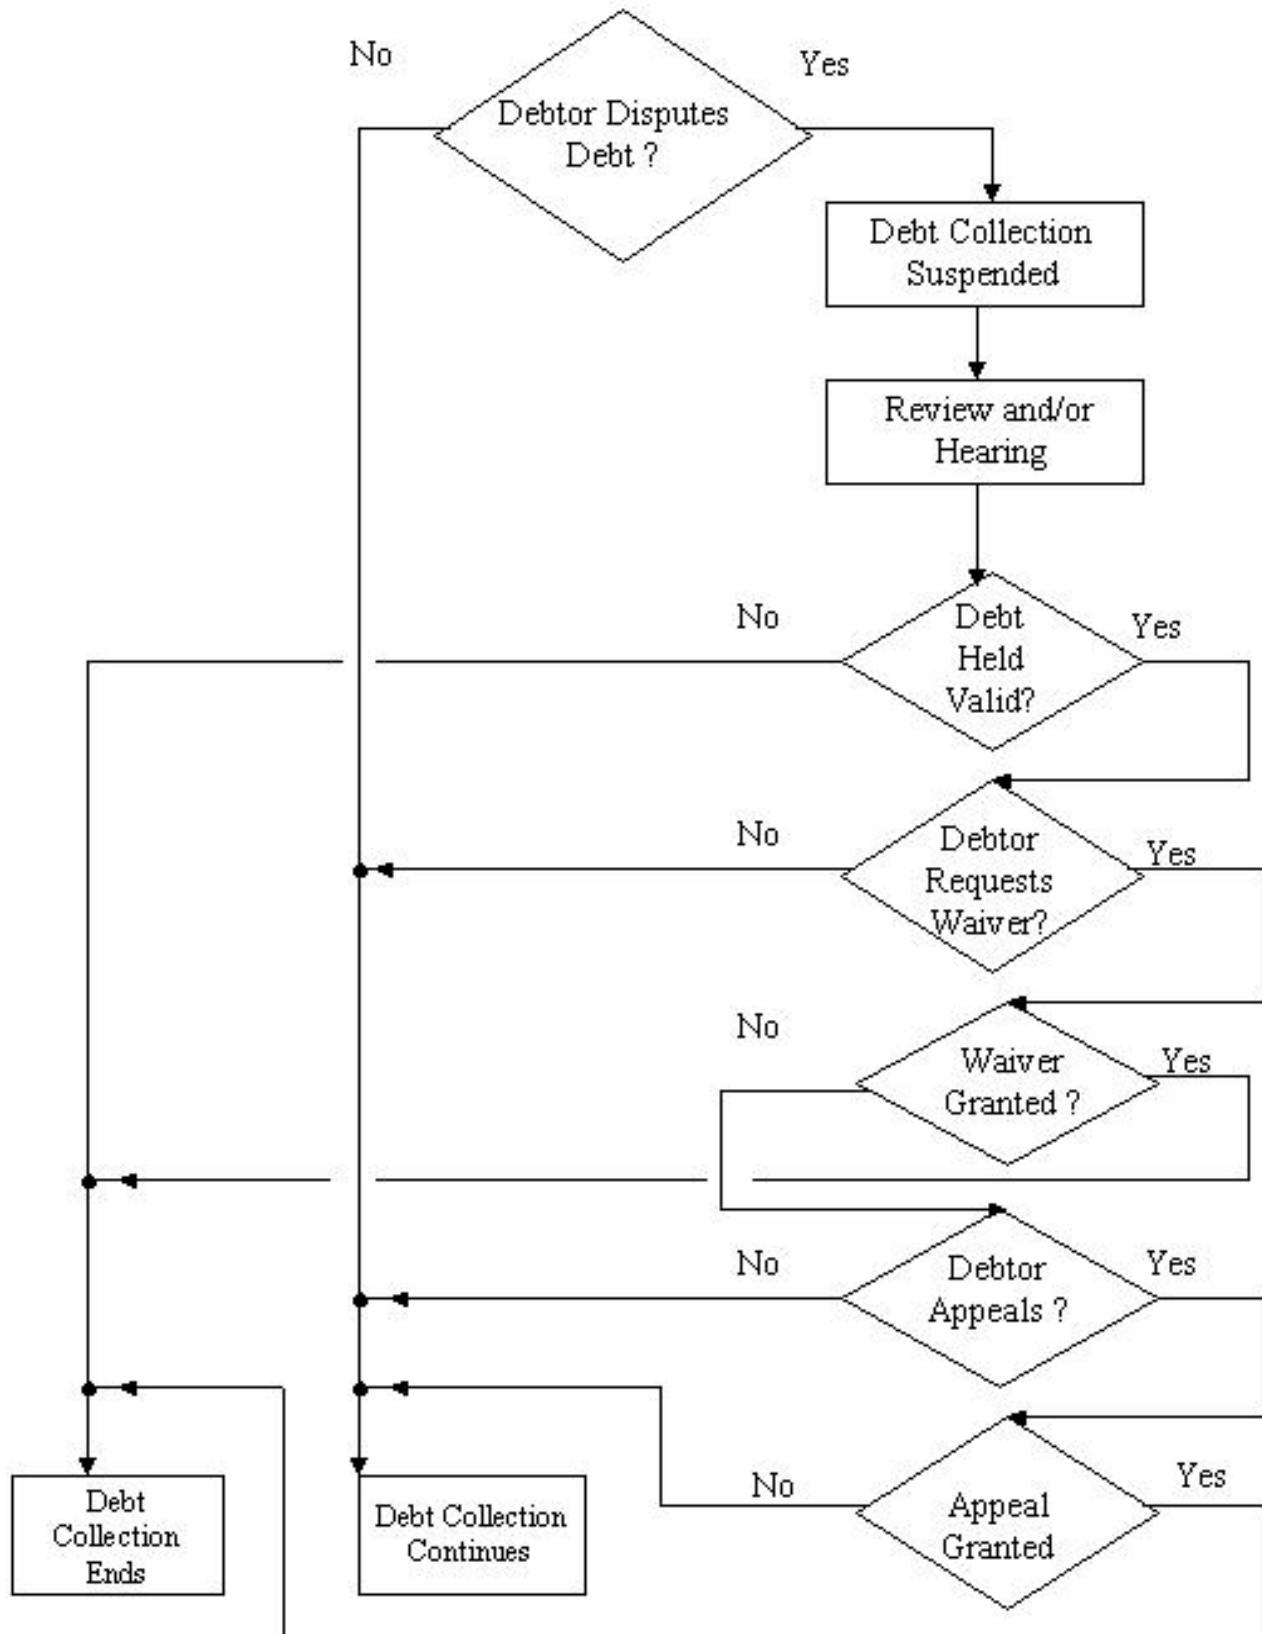 No
Yes
Debtor Disputes
Debt ?
Debt Collection
Suspended
Review and/or
Hearing
No
Debt
Held
Valid?
Yes
No
Debtor
Requests
Waiver?
Yes
No
Waiver
Granted ?
Yes
No
Debtor
Appeals ?
Yes
No
Appeal
Granted
Yes
Debt
Collection
Ends
Debt Collection
Continues